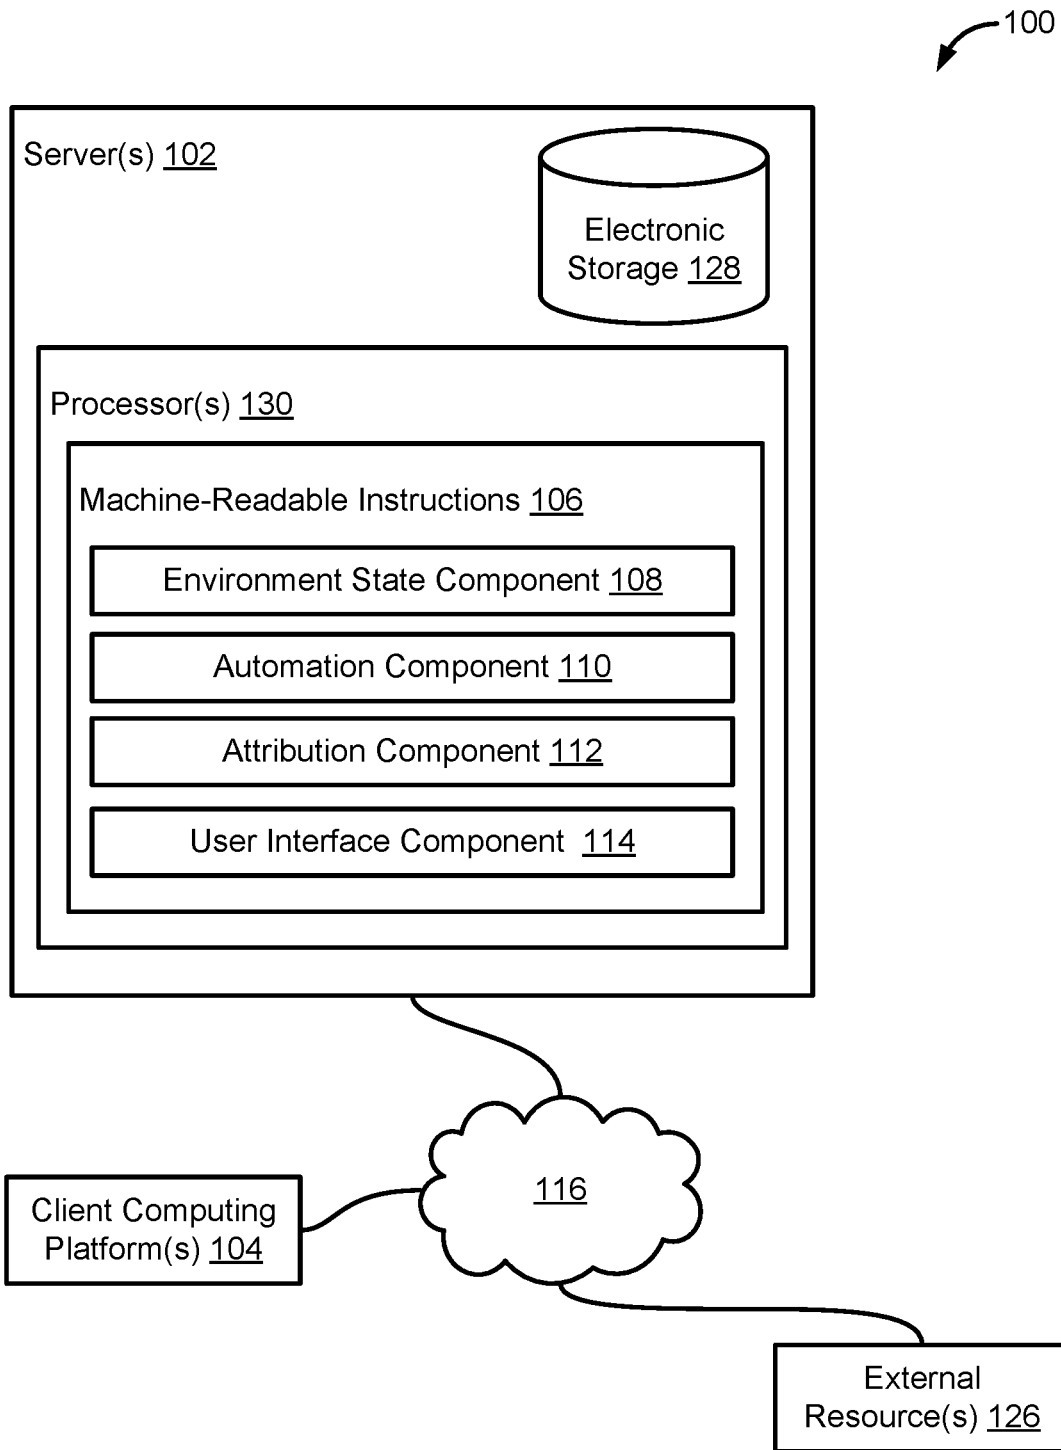 100
Server(s) 102
Electronic
Storage 128
Processor(s) 130
Machine-Readable Instructions 106
Environment State Component 108
Automation Component 110
Attribution Component 112
User Interface Component 114
116
Client Computing
Platform(s) 104
External
Resource(s) 126